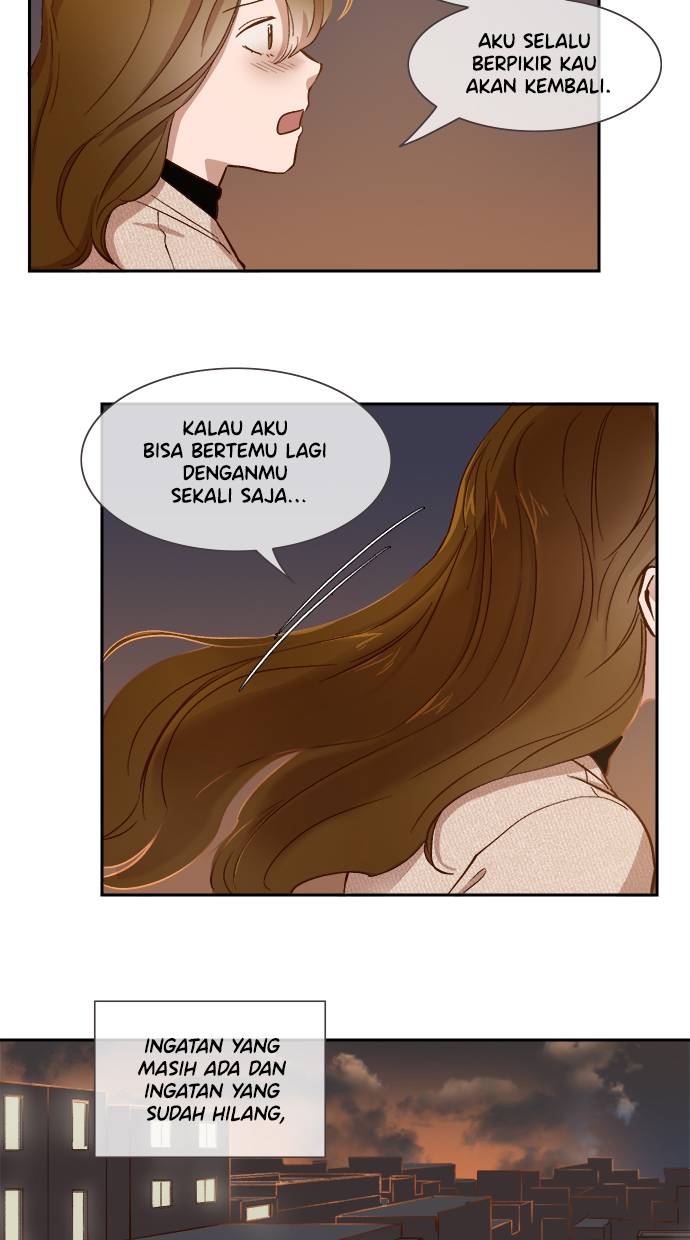 AKU SELALU
BERPIKIR KAU
AKAN KEMBALI.
KALAU AKU
BISA BERTEMU LAGI
DENGANMU
SEKALI SAJA...
INGATAN YANG
MASIH ADA DAN
INGATAN YANG
SUDAH HILANG,